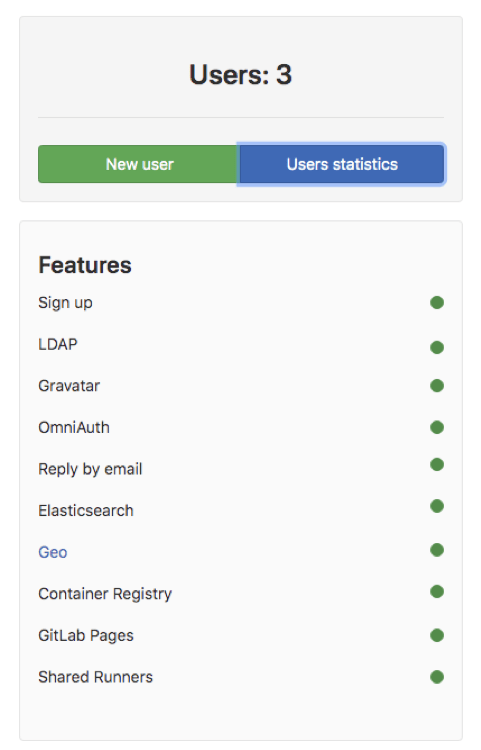 Users: 3
New user Users statistics
Features
Sign up
LDAP
Gravatar
OmniAuth
Reply by email
Elasticsearch
Geo
Container Registry
GitLab Pages
Shared Runners